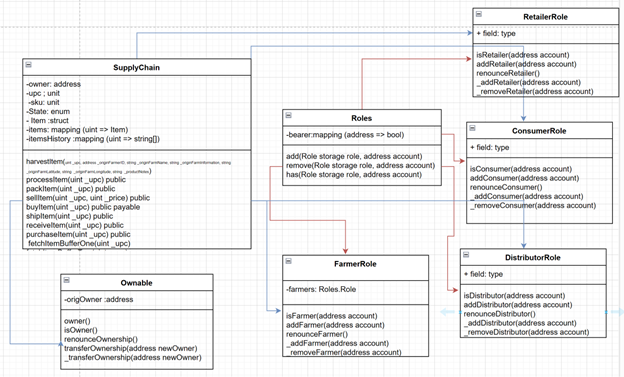 RetailerRole
+ field: type
isRetailer(address account)
addRetailer(address account)
renounceRetailer()
_addRetailer(address account)
_removeRetailer(address account)
SupplyChain
-owner: address
-upc ; unit
-sku: unit
-State: enum
- Item :struct
-items: mapping (uint => Item)
-itemsHistory :mapping (uint => string[])
harvestItem(uint _upc, address _originFarmerID, string _originFarmName, string _originFarmInformation, string
_originFarmLatitude, string _originFarmLongitude, string _productNotes)
processItem(uint _upc) public
packItem(uint _upc) public
sellItem(uint _upc, uint _price) public
buyItem(uint _upc) public payable
shipItem(uint _upc) public
receiveItem(uint _upc) public
purchaseItem(uint _upc) public
fetchItemBufferOne(uint _upc)
Roles
-bearer:mapping (address => bool)
add(Role storage role, address account)
remove(Role storage role, address account)
has(Role storage role, address account)
ConsumerRole
+ field: type
isConsumer(address account)
addConsumer(address account)
renounceConsumer()
_addConsumer(address account)
_removeConsumer(address account)
Ownable
-origOwner :address
owner()
isOwner()
renounceOwnership()
transferOwnership(address newOwner)
_transferOwnership(address newOwner)
FarmerRole
-farmers: Roles.Role
isFarmer(address account)
addFarmer(address account)
renounceFarmer()
_addFarmer(address account)
_removeFarmer(address account)
DistributorRole
+ field: type
isDistributor(address account)
addDistributor(address account)
renounceDistributor()
_addDistributor(address account)
_removeDistributor(address account)